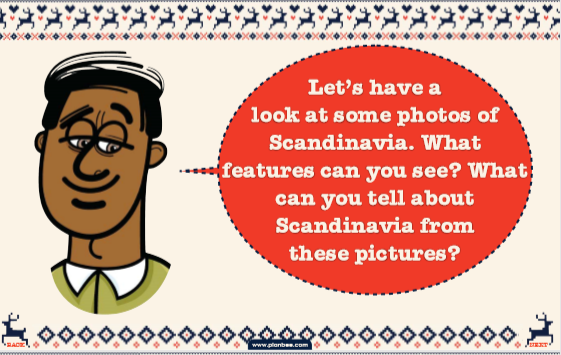 Let's have a
look at some photos of
Scandinavia. What
features can you see? What
can you tell about
Scandinavia from
these pictures?
BACK
www.planbee.com
NEXT